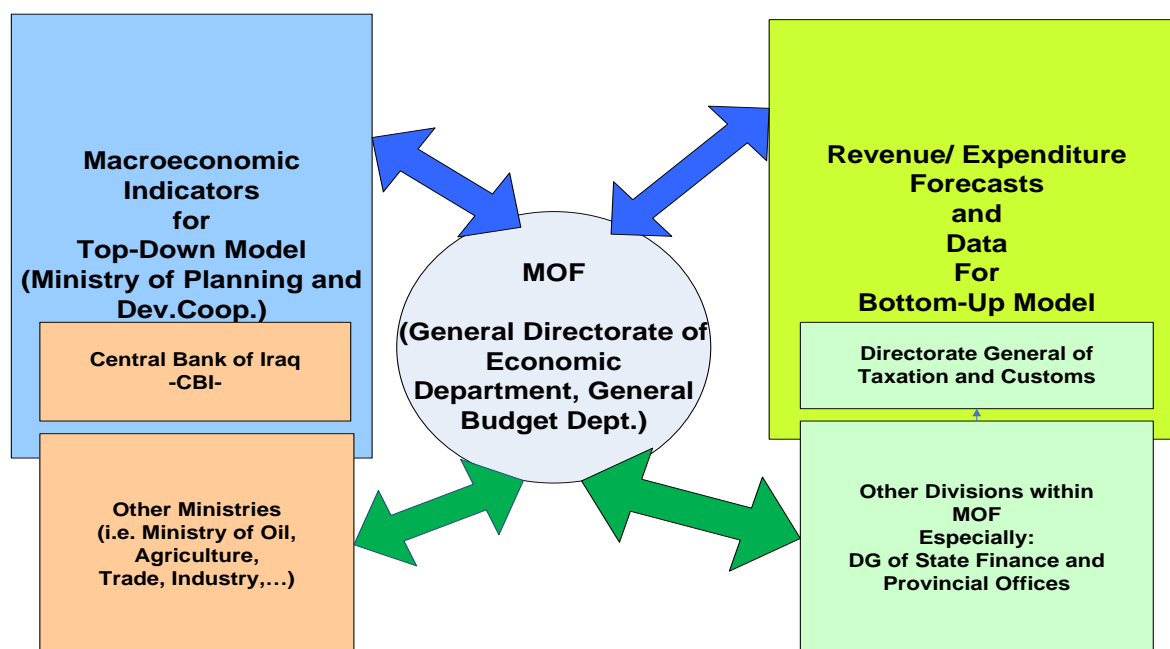 Macroeconomic
Indicators
for
Top-Down Model
(Ministry of Planning and
Dev.Coop.)
Central Bank of Iraq
-CBI-
Other Ministries
(i.e. Ministry of Oil,
Agriculture,
Trade, Industry,...)
MOF
(General Directorate of
Economic
Department, General
Budget Dept.)
Revenue/ Expenditure
Forecasts
and
Data
For
Bottom-Up Model
Directorate General of
Taxation and Customs
Other Divisions within
MOF
Especially:
DG of State Finance and
Provincial Offices